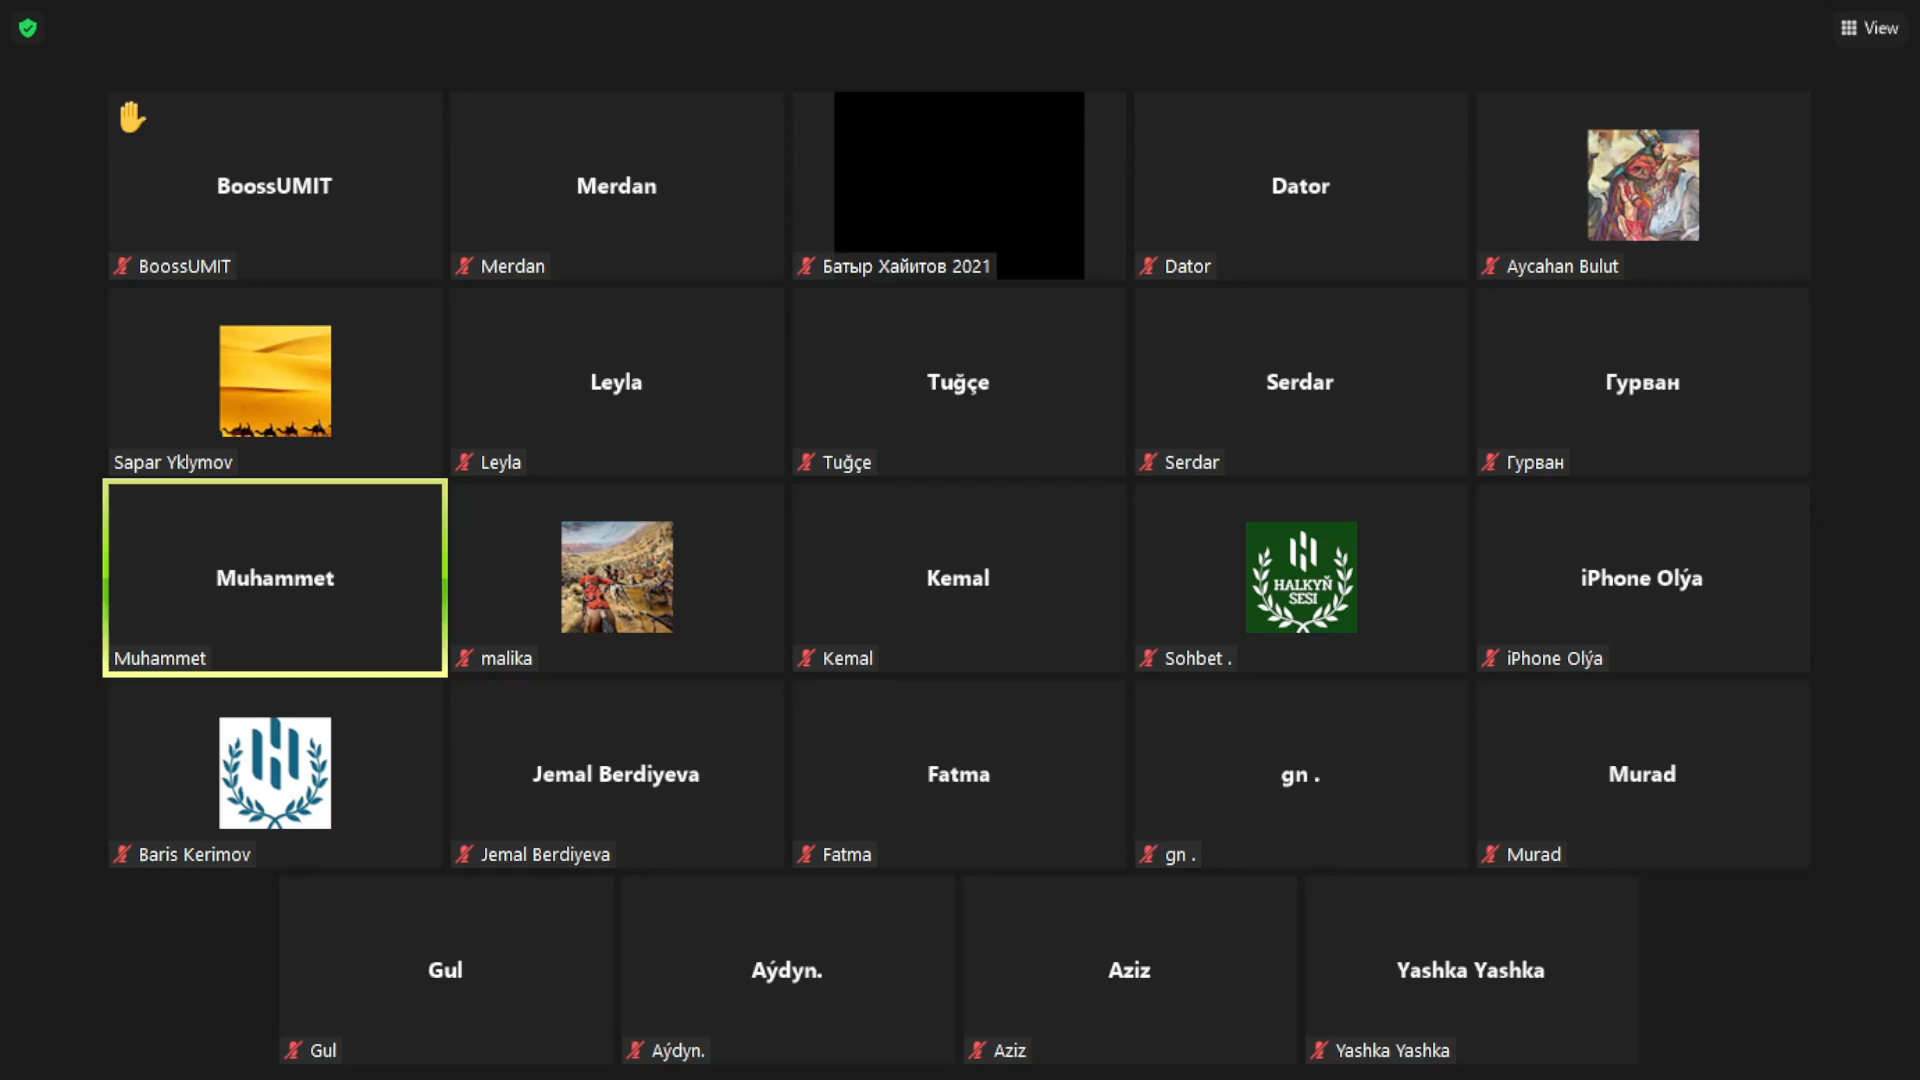 View
BoossUMIT
BoossUMIT
Merdan
Merdan
Батыр Хайитов 2021
Dator
Dator
Aycahan Bulut
Sapar Yklymov
Leyla
Leyla
Tuğçe
Tuğçe
Serdar
Serdar
Гурван
Гурван
Muhammet
Muhammet
malika
Kemal
Kemal
HALKYŇ
SESI
Sohbet .
iPhone Olýa
iPhone Olýa
Baris Kerimov
Jemal Berdiyeva
Jemal Berdiyeva
Fatma
Fatma
gn .
gn .
Murad
Murad
Gul
Gul
Aýdyn.
Aýdyn.
Aziz
Aziz
Yashka Yashka
Yashka Yashka